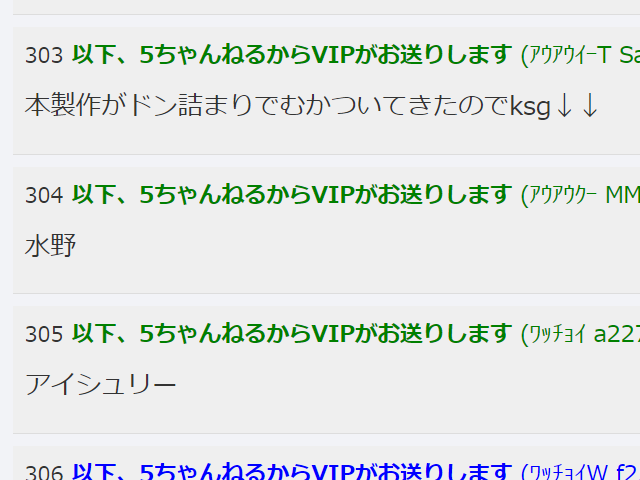 303 以下、5ちゃんねるからVIPがお送りします (ｱｳｱｳｲｰT Sa
本製作がドン詰まりでむかついてきたのでksg↓↓
304 以下、5ちゃんねるからVIPがお送りします (ｱｳｱｳｸｰ MM
水野
305 以下、5ちゃんねるからVIPがお送りします (ﾜｯﾁｮｲ a227
アイシュリー
306 以下、5ちゃんねるからVIPがお送りします (ﾜｯﾁｮｲW f2